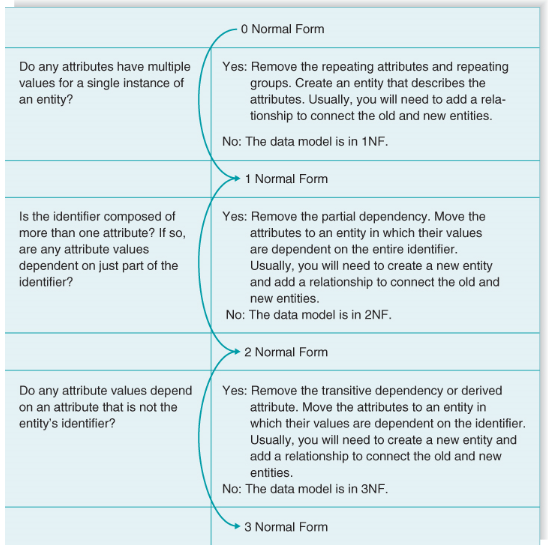 0 Normal Form
Do any attributes have multiple
values for a single instance of
an entity?
Yes: Remove the repeating attributes and repeating
groups. Create an entity that describes the
attributes. Usually, you will need to add a rela-
tionship to connect the old and new entities.
No: The data model is in 1NF.
1 Normal Form
Is the identifier composed of
more than one attribute? If so,
are any attribute values
dependent on just part of the
identifier?
Yes: Remove the partial dependency. Move the
attributes to an entity in which their values
are dependent on the entire identifier.
Usually, you will need to create a new entity
and add a relationship to connect the old and
new entities.
No: The data model is in 2NF.
2 Normal Form
Do any attribute values depend
on an attribute that is not the
entity's identifier?
Yes: Remove the transitive dependency or derived
attribute. Move the attributes to an entity in
which their values are dependent on the identifier.
Usually, you will need to create a new entity and
add a relationship to connect the old and new
entities.
No: The data model is in 3NF.
3 Normal Form